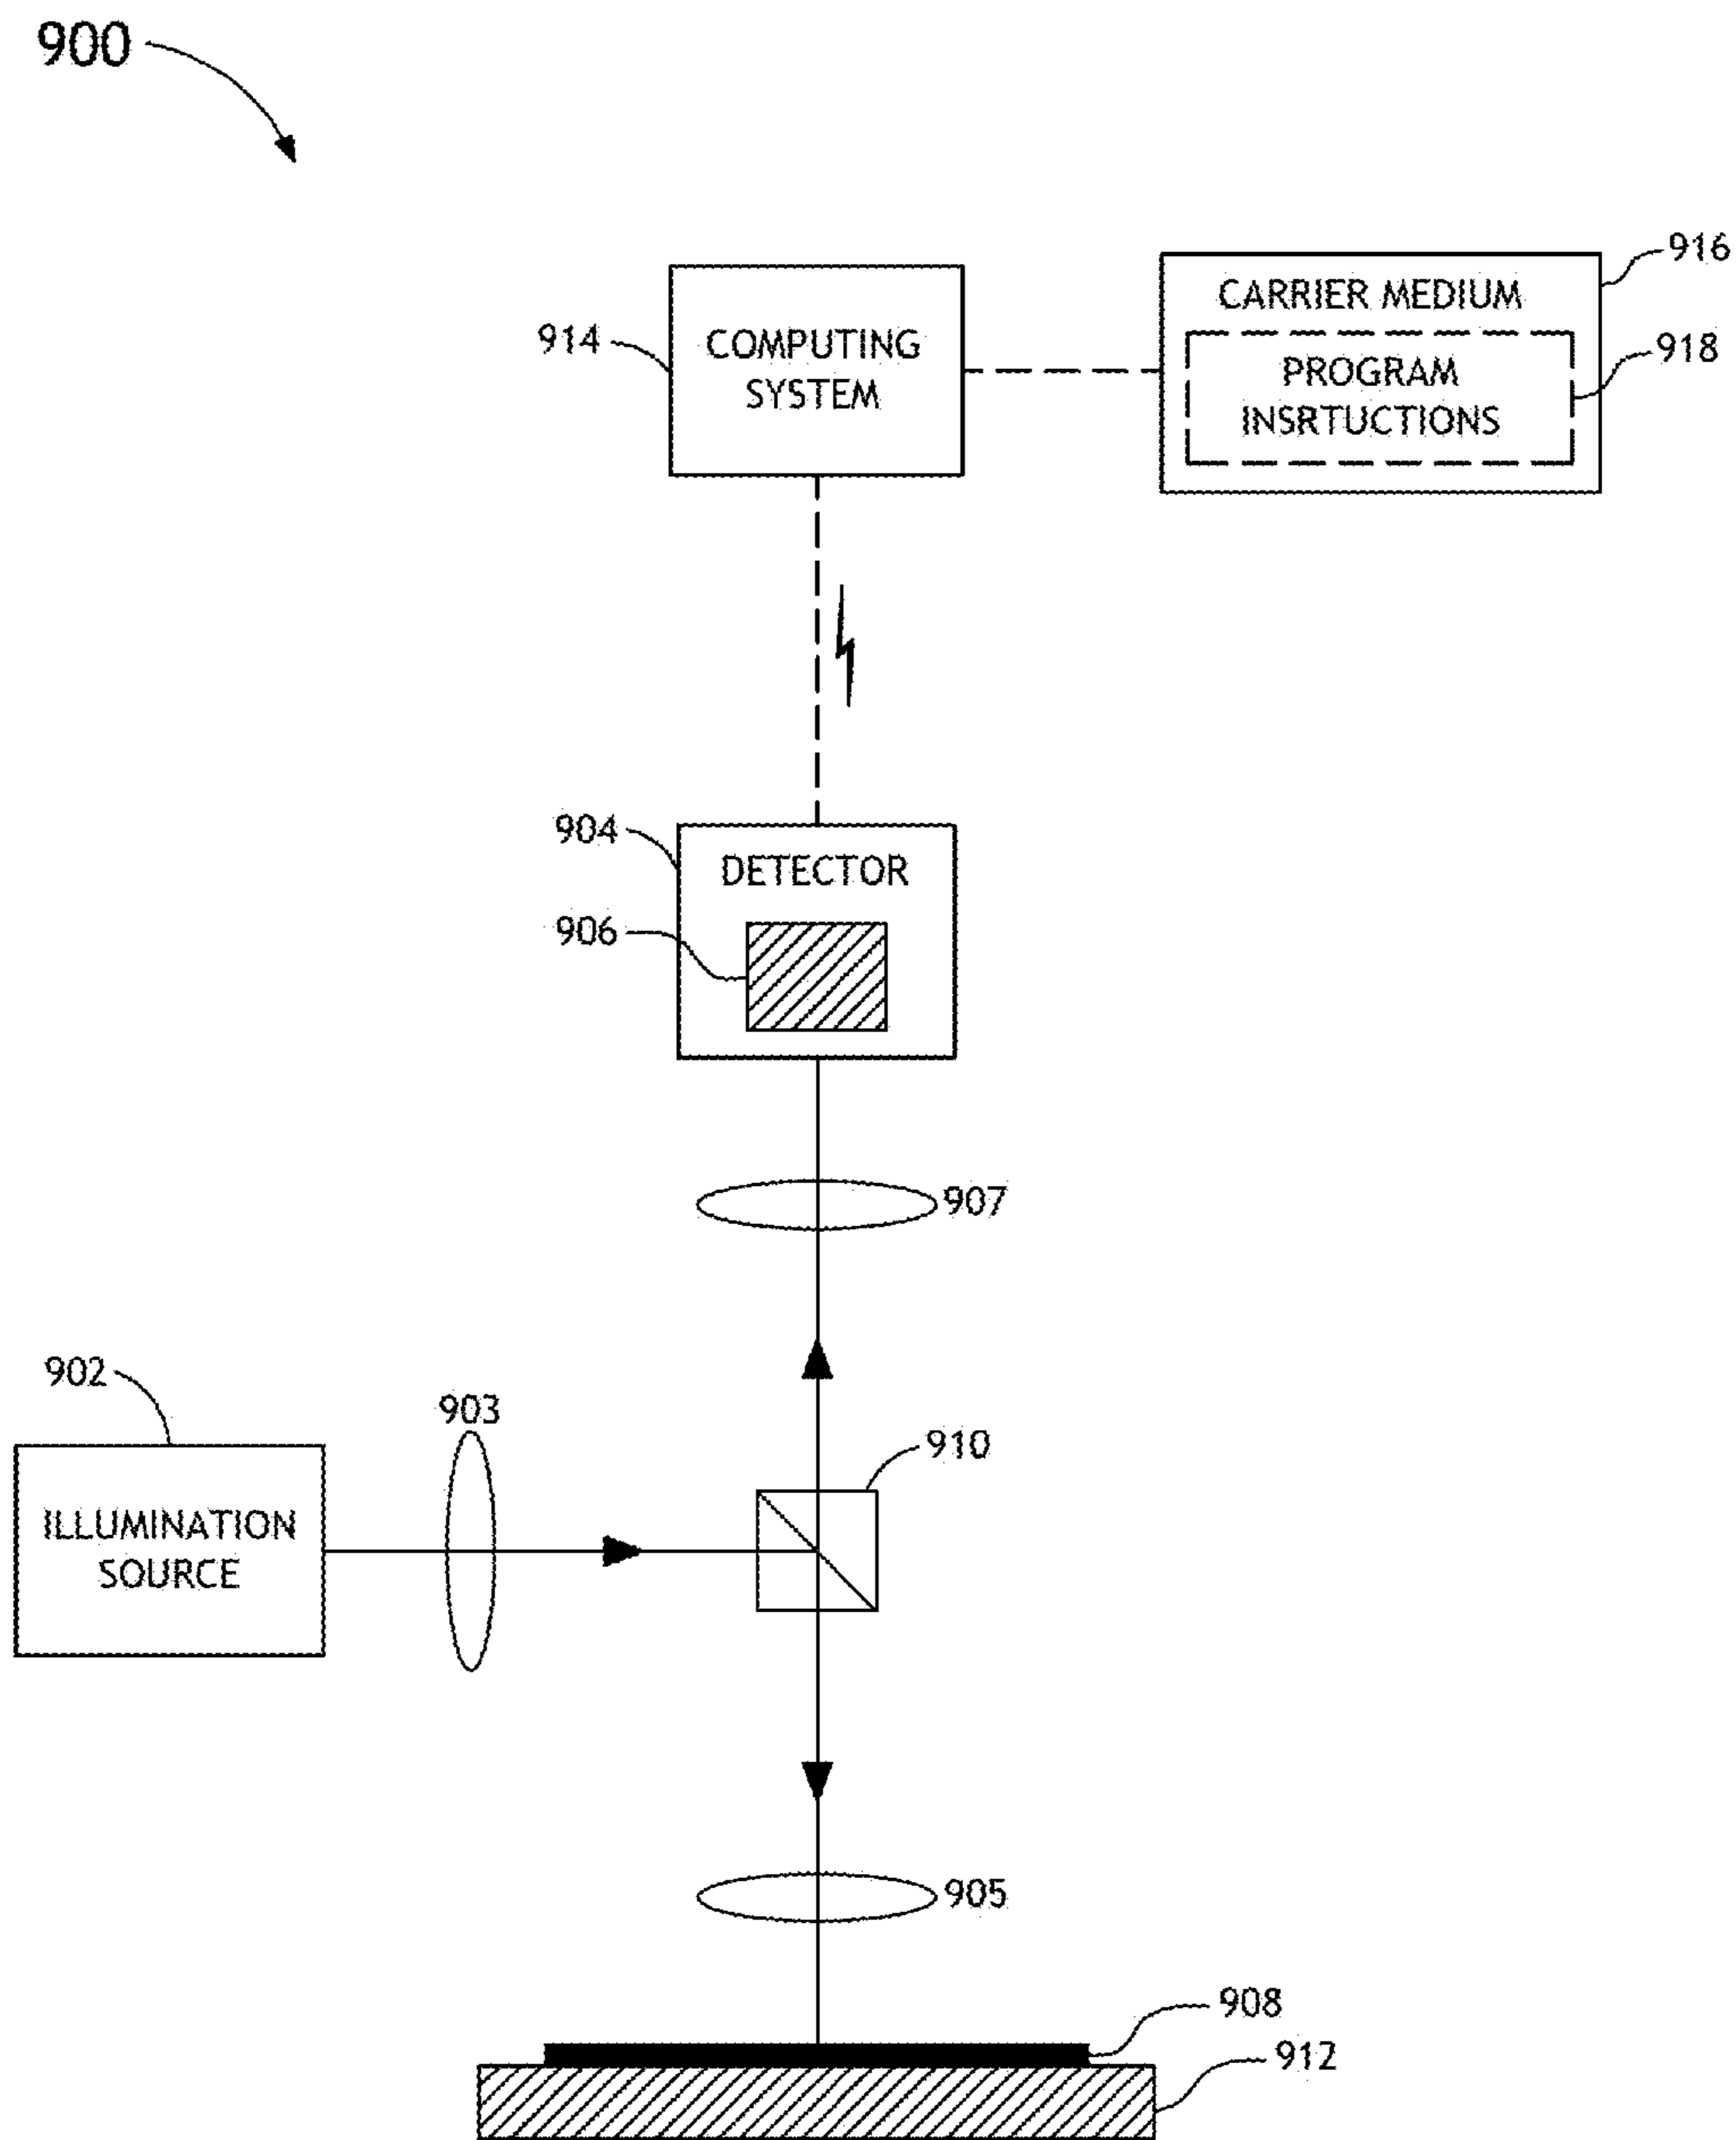 900
916
CARRIER MEDIUM
914
COMPUTING
SYSTEM
918
PROGRAM
INSRTUCTIONS
904
DETECTOR
906
907
902
903
910
ILLUMINATION
SOURCE
905
908
912